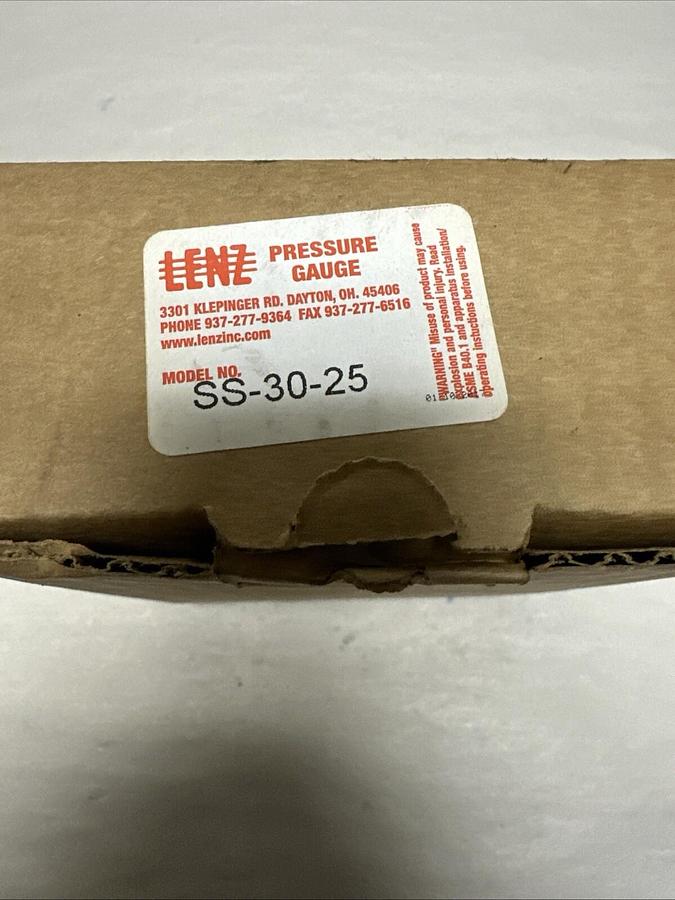 LENZ PRESSURE
GAUGE
3301 KLEPINGER RD. DAYTON, OH. 45406
PHONE 937-277-9364 FAX 937-277-6516
www.lenzinc.com
MODEL NO.
SS-30-25
"WARNING" Misuse of product may cause
explosion and personal injury. Read
ASME B40.1 and apparatus installation/
operating instuctions before using.